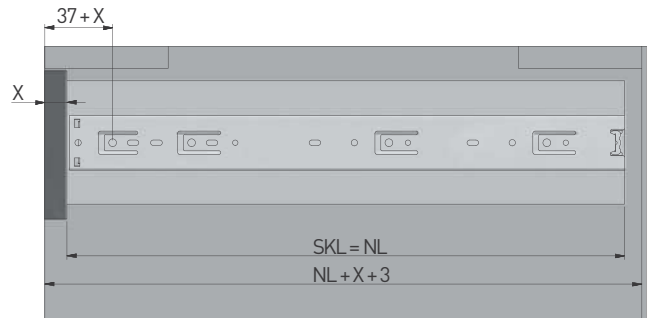 37 + X
X
SKL = NL
NL + X + 3